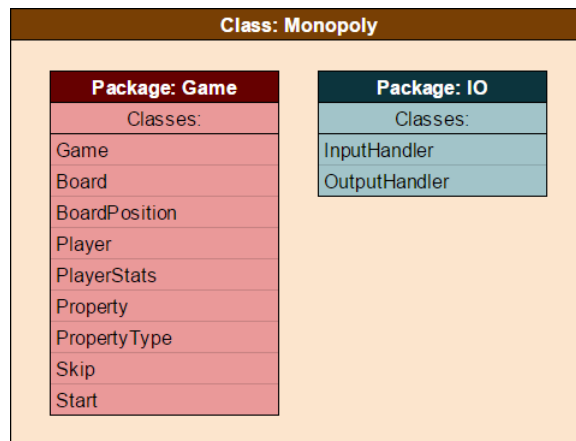 Class: Monopoly
Package: Game
Classes:
Game
Board
BoardPosition
Player
PlayerStats
Property
PropertyType
Skip
Start
Package: IO
Classes:
InputHandler
OutputHandler